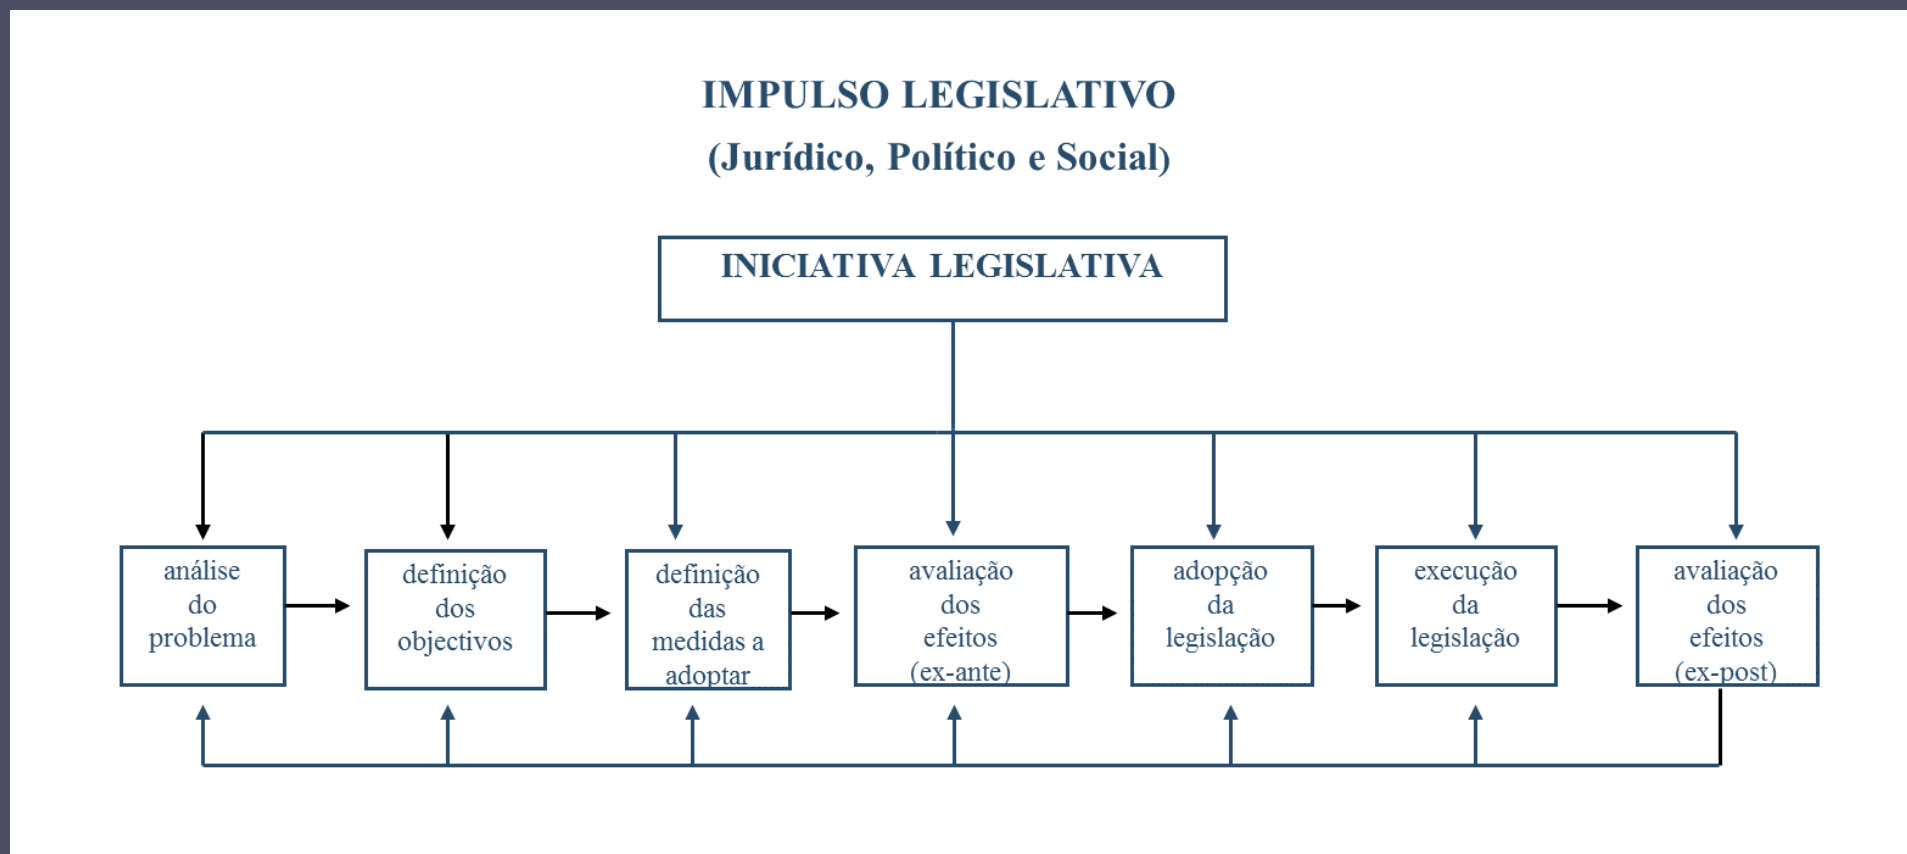 IMPULSO LEGISLATIVO
(Jurídico, Político e Social)
INICIATIVA LEGISLATIVA
análise
do
problema
definição
dos
objectivos
definição
das
medidas a
adoptar
avaliação
dos
efeitos
(ex-ante)
adopção
da
legislação
execução
da
legislação
avaliação
dos
efeitos
(ex-post)